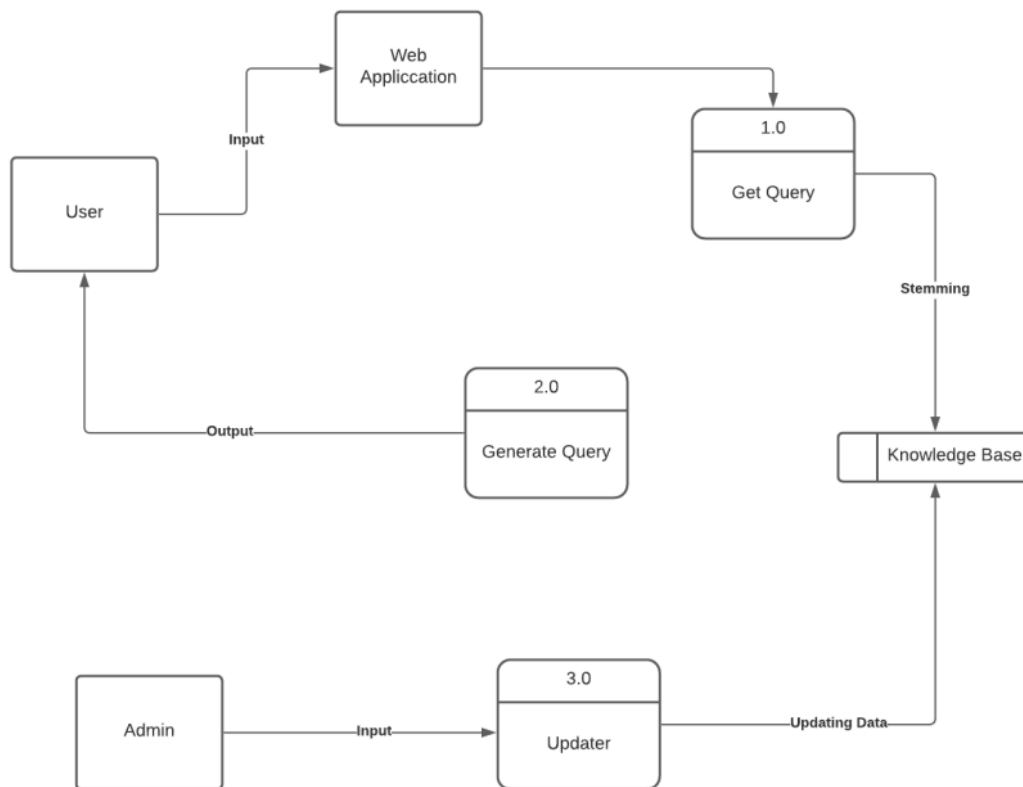 Web
Appliccation
1.0
Input
Get Query
User
Stemming
2.0
Output
Generate Query
Knowledge Base
3.0
Admin
Input
Updater
Updating Data